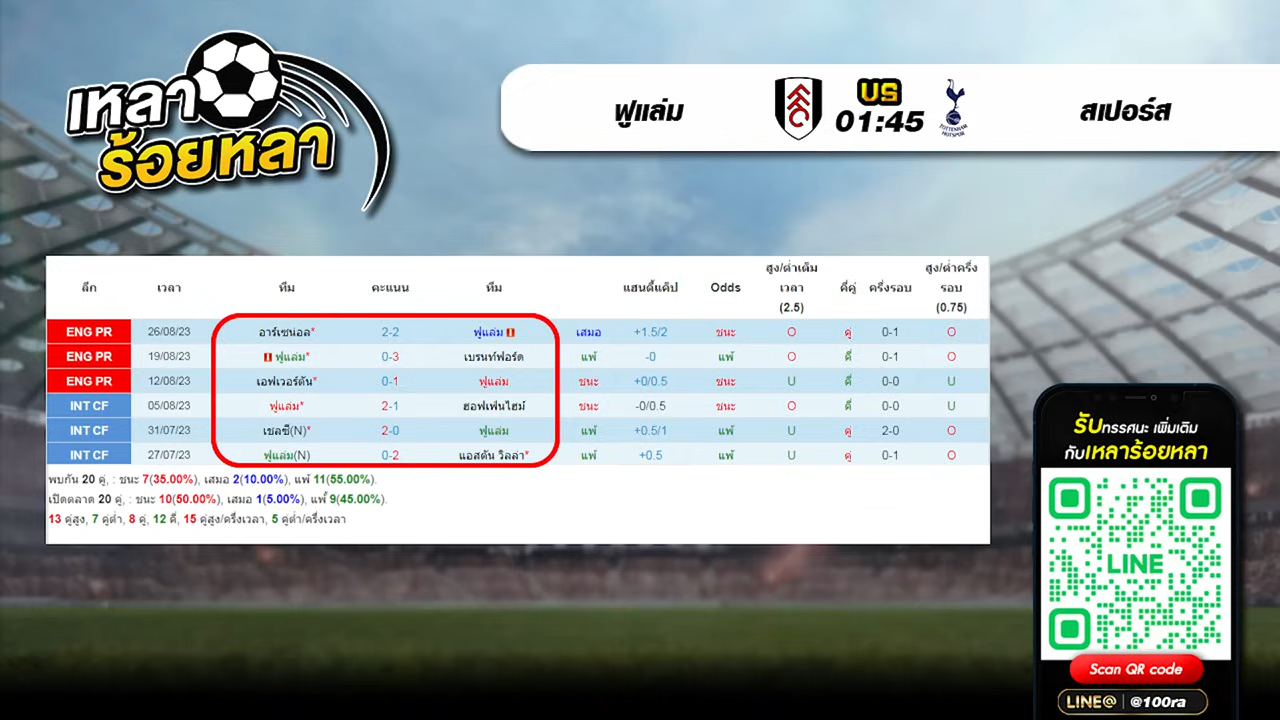 เหลา
ร้อยหลา
ฟูแล่ม VS 01:45 สเปอร์ส
TOTTENHAM HOTSPUR
ลีก เวลา ทีม คะแนน ทีม แฮนดี้แค๊ป Odds สูง/ต่ำเต็มเวลา (2.5) คี่คู่ ครึ่งรอบ สูง/ต่ำครึ่งรอบ (0.75)
ENG PR 26/08/23 อาร์เซน่อล* 2-2 ฟูแล่ม 1 เสมอ +1.5/2 ชนะ O คู่ 0-1 O
ENG PR 19/08/23 1 ฟูแล่ม* 0-3 เบรนท์ฟอร์ด แพ้ -0 แพ้ O คี่ 0-1 O
ENG PR 12/08/23 เอฟเวอร์ตัน* 0-1 ฟูแล่ม ชนะ +0/0.5 ชนะ U คี่ 0-0 U
INT CF 05/08/23 ฟูแล่ม* 2-1 ฮอฟเฟ่นไฮม์ ชนะ -0/0.5 ชนะ O คี่ 0-0 U
INT CF 31/07/23 เชลซี(N)* 2-0 ฟูแล่ม แพ้ +0.5/1 แพ้ U คู่ 2-0 O
INT CF 27/07/23 ฟูแล่ม(N) 0-2 แอสตัน วิลล่า* แพ้ +0.5 แพ้ U คู่ 0-1 O
พบกัน 20 คู่, : ชนะ 7(35.00%), เสมอ 2(10.00%), แพ้ 11(55.00%).
เปิดตลาด 20 คู่, : ชนะ 10(50.00%), เสมอ 1(5.00%), แพ้ 9(45.00%).
13 คู่สูง, 7 คู่ต่ำ, 8 คู่, 12 คี่, 15 คู่สูง/ครึ่งเวลา, 5 คู่ต่ำ/ครึ่งเวลา
รับทรรศนะ เพิ่มเติม
กับเหลาร้อยหลา
LINE
Scan QR code
LINE@ | @100ra